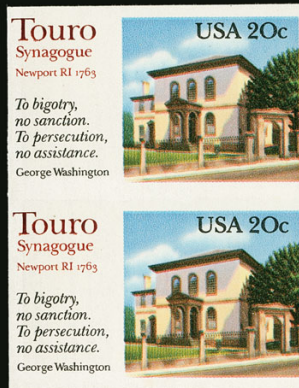 Touro
Synagogue
Newport RI 1763
To bigotry,
no sanction.
To persecution,
no assistance.
George Washington
USA 20c
Touro
Synagogue
Newport RI 1763
To bigotry,
no sanction.
To persecution,
no assistance.
George Washington
USA 20c